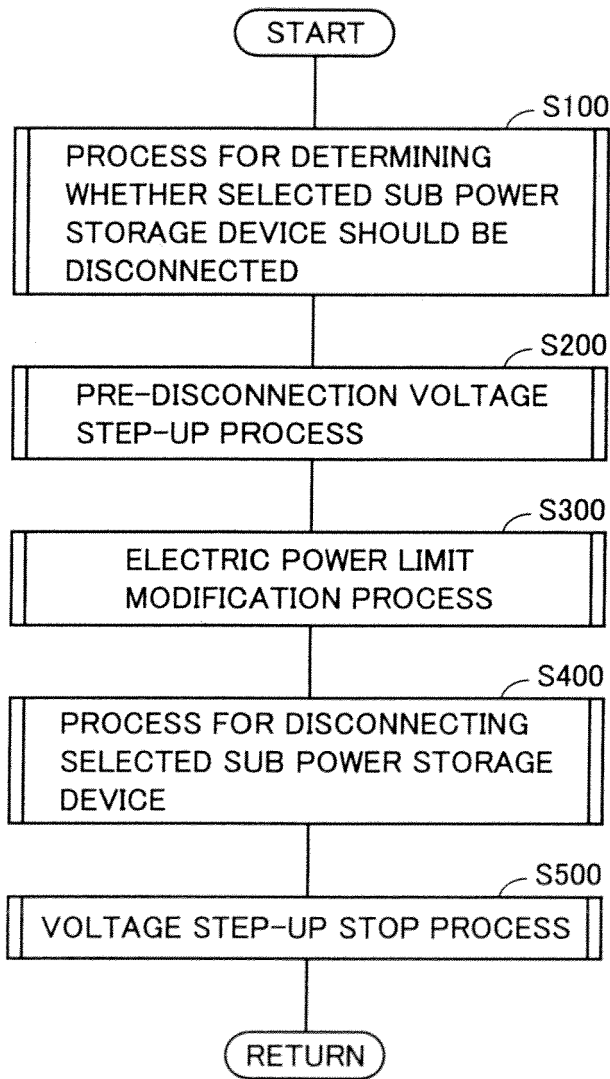 START
S100
PROCESS FOR DETERMINING
WHETHER SELECTED SUB POWER
STORAGE DEVICE SHOULD BE
DISCONNECTED
S200
PRE-DISCONNECTION VOLTAGE
STEP-UP PROCESS
S300
ELECTRIC POWER LIMIT
MODIFICATION PROCESS
S400
PROCESS FOR DISCONNECTING
SELECTED SUB POWER STORAGE
DEVICE
S500
VOLTAGE STEP-UP STOP PROCESS
RETURN